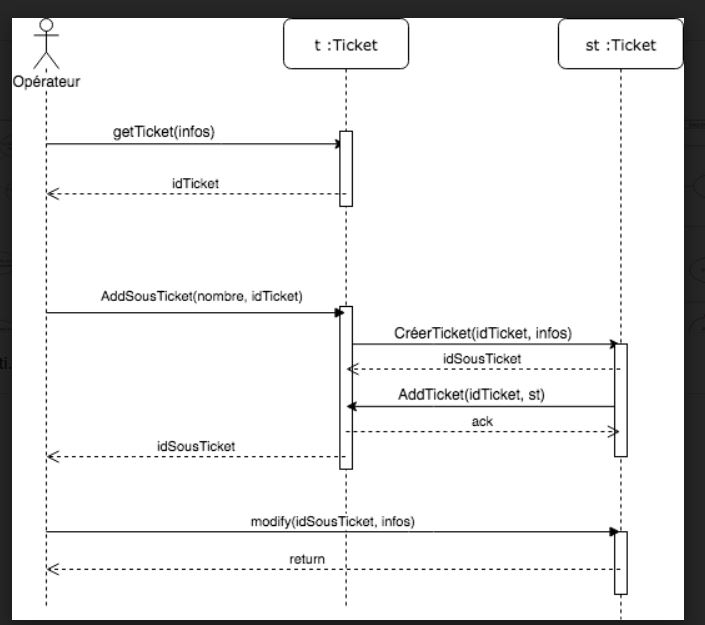 t :Ticket
st :Ticket
Opérateur
getTicket(infos)
idTicket
AddSousTicket(nombre, idTicket)
CréerTicket(idTicket, infos)
idSousTicket
AddTicket(idTicket, st)
ack
idSousTicket
modify(idSousTicket, infos)
return